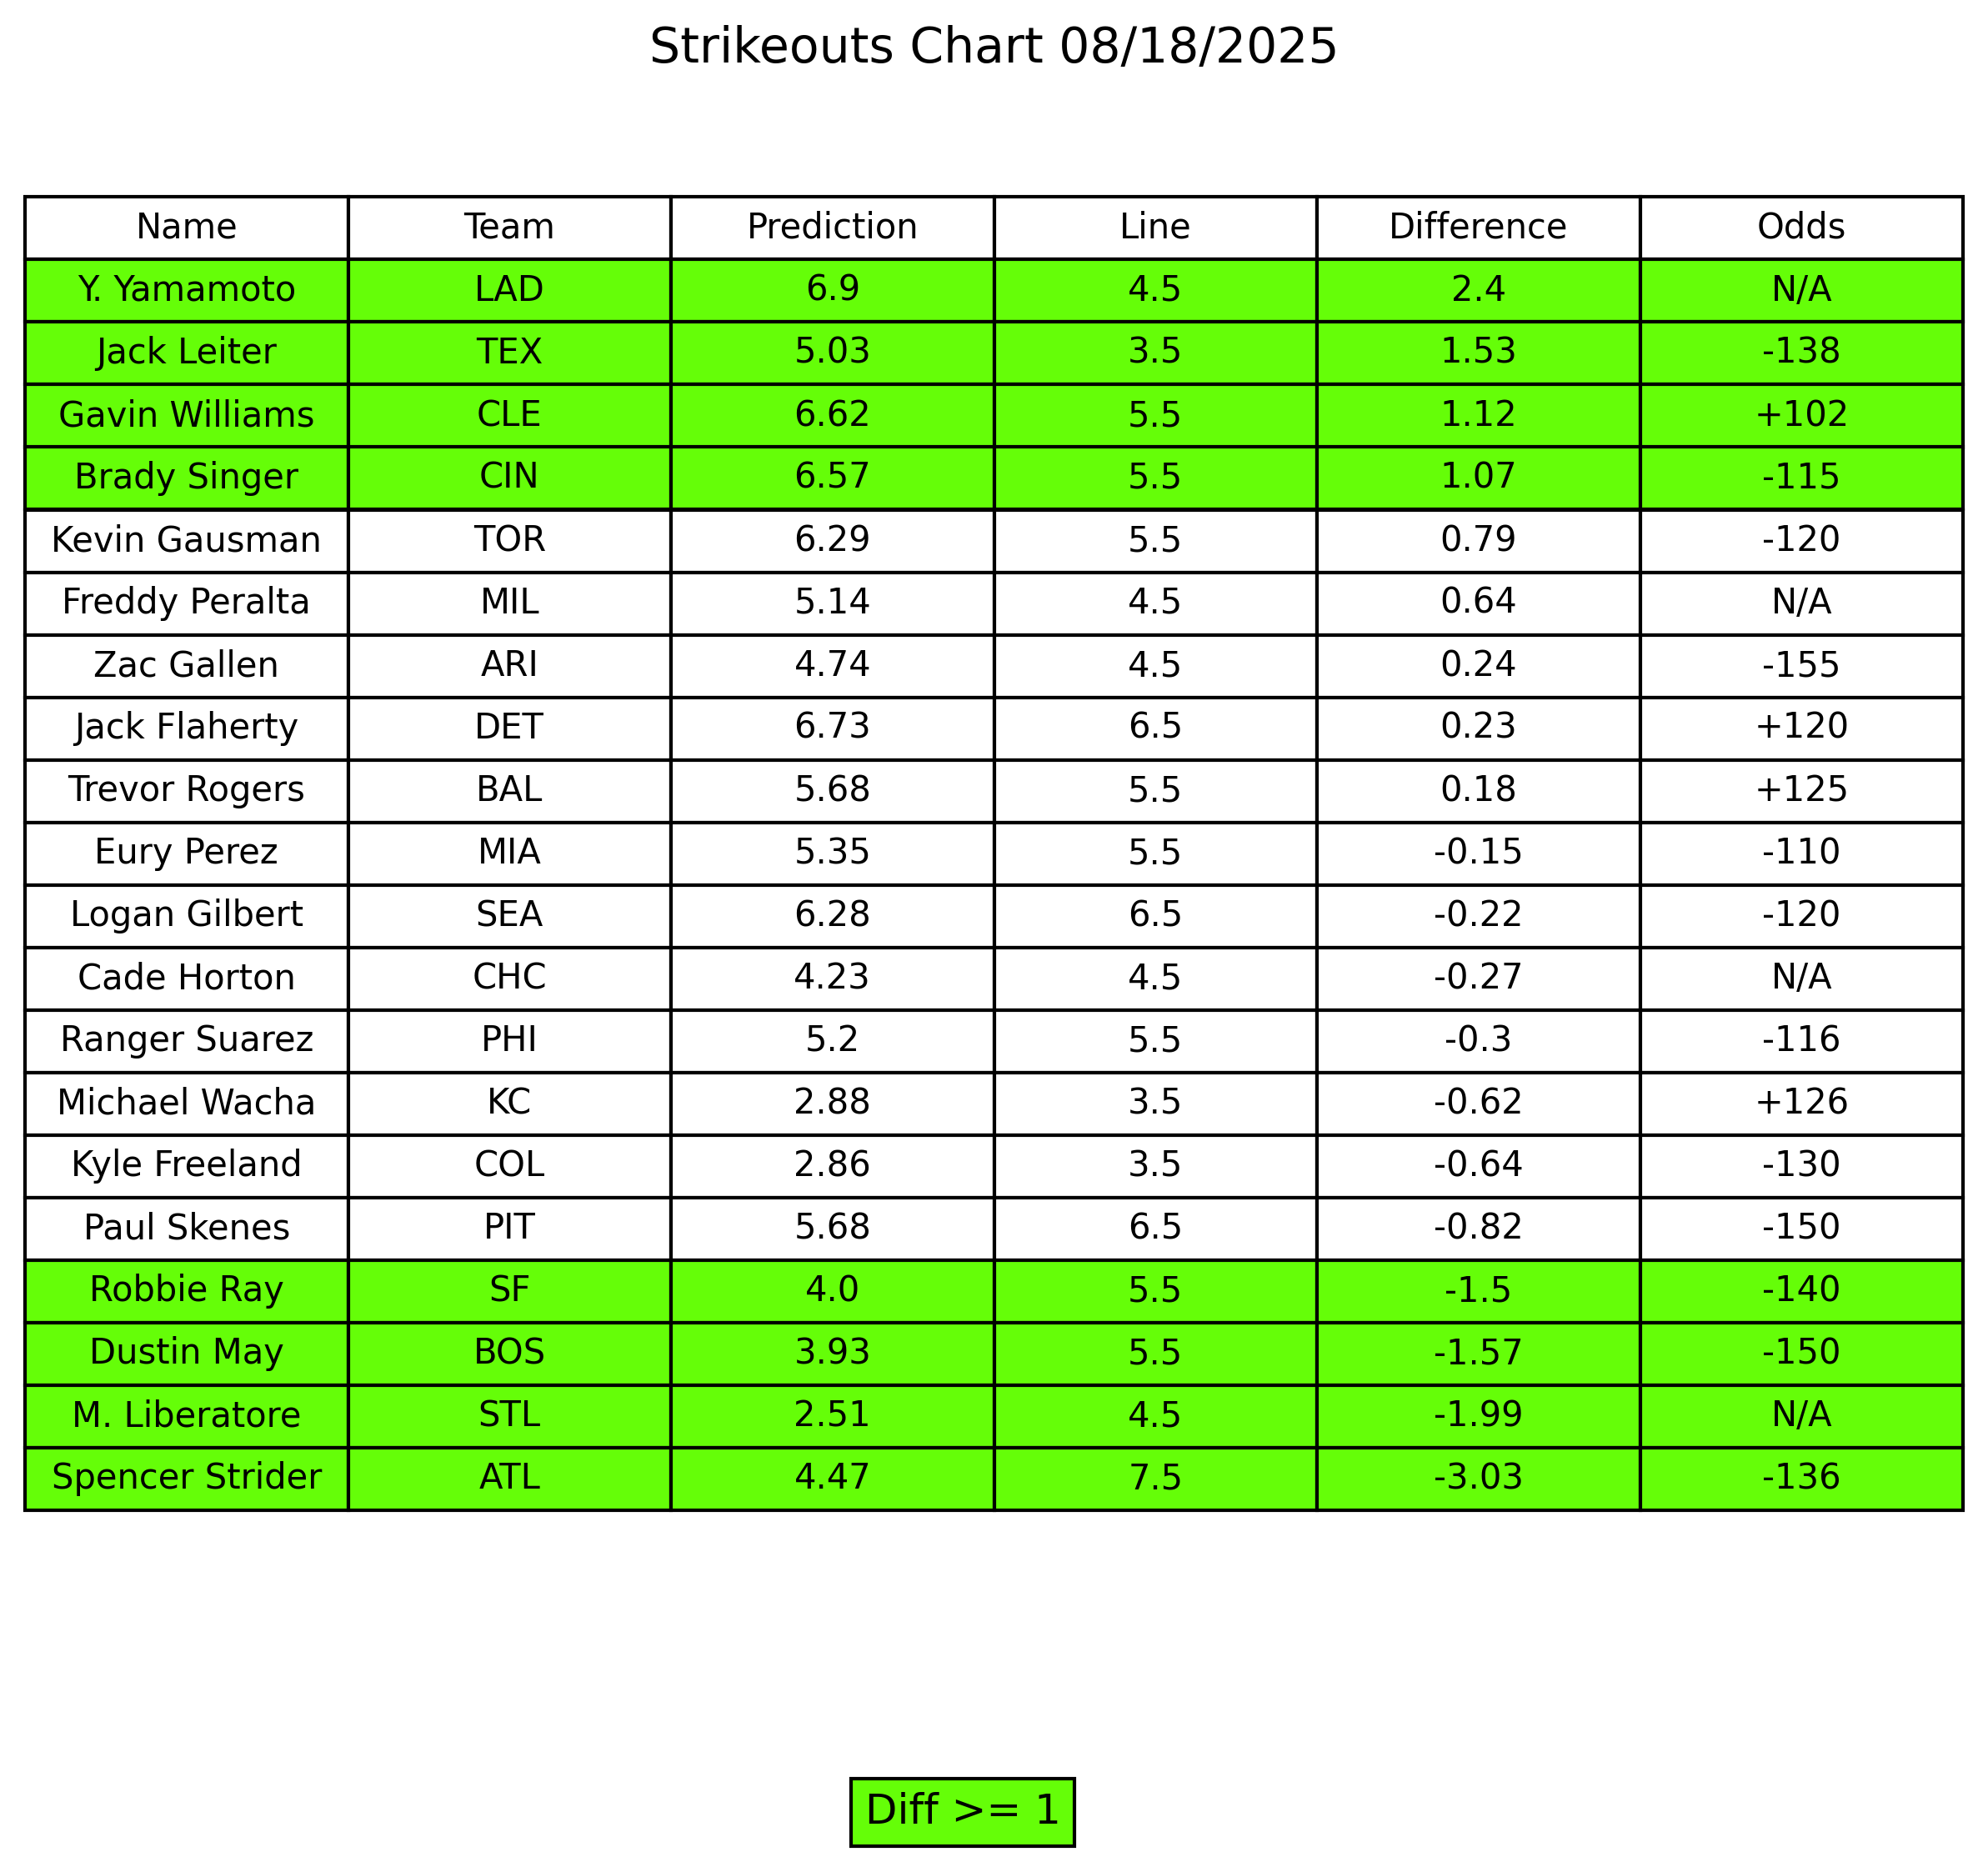 Strikeouts Chart 08/18/2025
Name Team Prediction Line Difference Odds
Y. Yamamoto LAD 6.9 4.5 2.4 N/A
Jack Leiter TEX 5.03 3.5 1.53 -138
Gavin Williams CLE 6.62 5.5 1.12 +102
Brady Singer CIN 6.57 5.5 1.07 -115
Kevin Gausman TOR 6.29 5.5 0.79 -120
Freddy Peralta MIL 5.14 4.5 0.64 N/A
Zac Gallen ARI 4.74 4.5 0.24 -155
Jack Flaherty DET 6.73 6.5 0.23 +120
Trevor Rogers BAL 5.68 5.5 0.18 +125
Eury Perez MIA 5.35 5.5 -0.15 -110
Logan Gilbert SEA 6.28 6.5 -0.22 -120
Cade Horton CHC 4.23 4.5 -0.27 N/A
Ranger Suarez PHI 5.2 5.5 -0.3 -116
Michael Wacha KC 2.88 3.5 -0.62 +126
Kyle Freeland COL 2.86 3.5 -0.64 -130
Paul Skenes PIT 5.68 6.5 -0.82 -150
Robbie Ray SF 4.0 5.5 -1.5 -140
Dustin May BOS 3.93 5.5 -1.57 -150
M. Liberatore STL 2.51 4.5 -1.99 N/A
Spencer Strider ATL 4.47 7.5 -3.03 -136
Diff >= 1